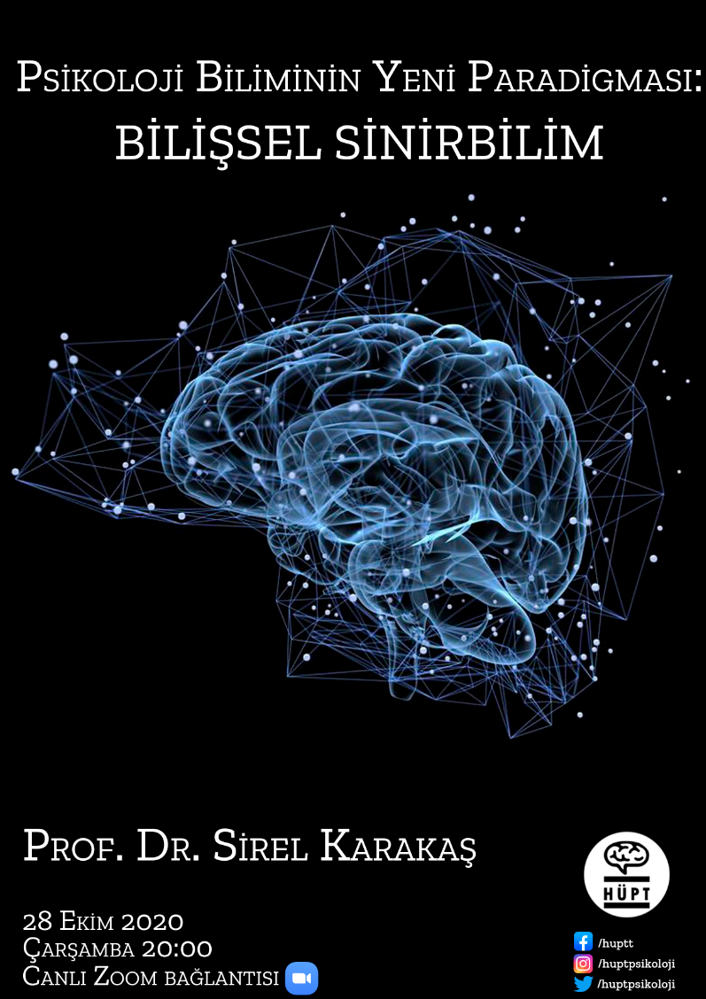 Psikoloji Biliminin Yeni Paradigması:
BİLİŞSEL SİNİRBİLİM
Prof. Dr. Sirel Karakaş
28 Ekim 2020
Çarşamba 20:00
Canlı Zoom bağlantısı
HÜPT
/huptt
/huptpsikoloji
/huptpsikoloji